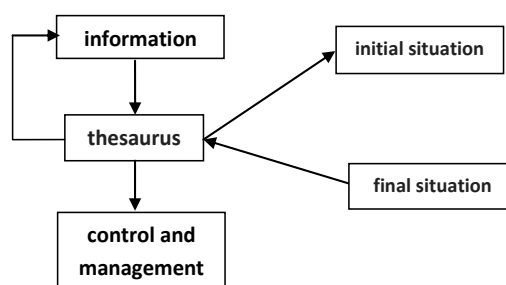 information
initial situation
thesaurus
final situation
control and
management